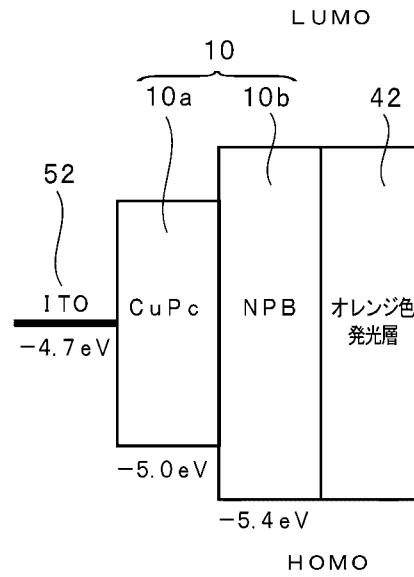 LUMO
10
10a
10b
42
52
ITO
CuPc
NPB
オレンジ色
発光層
−4.7eV
−5.0eV
−5.4eV
HOMO